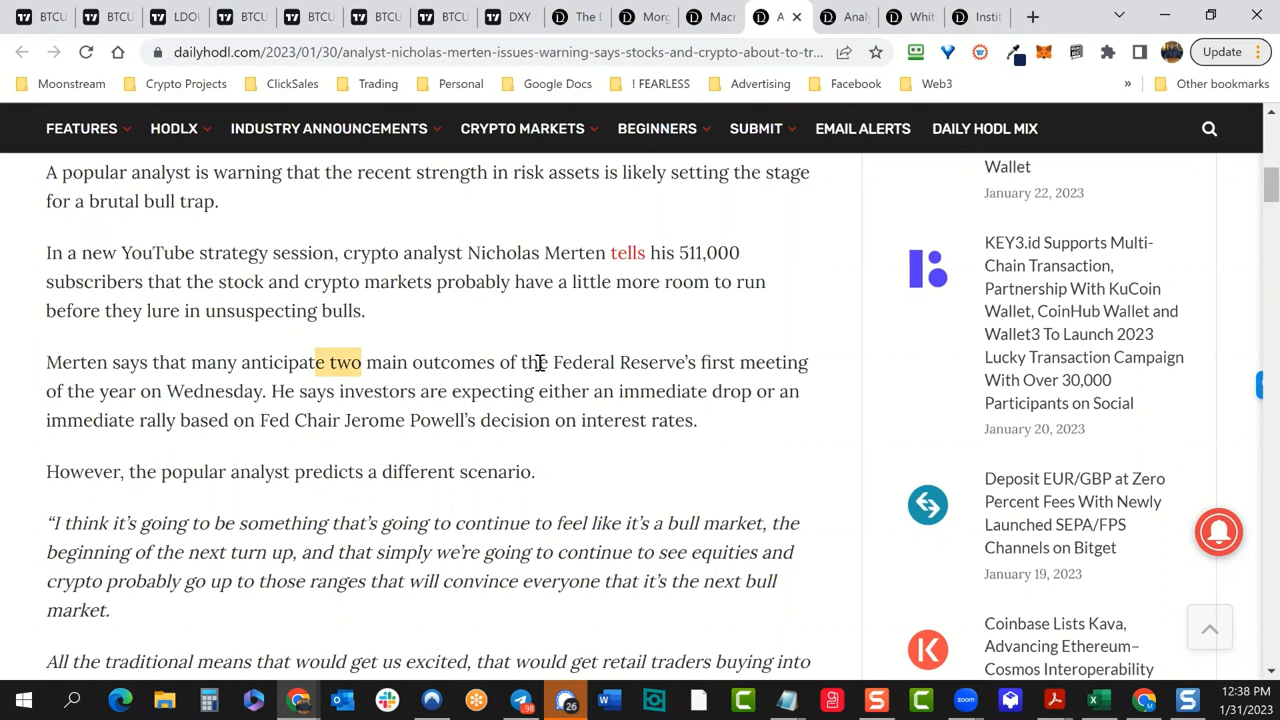 BTCU
BTCU
LDOU
BTCU
BTCU
BTCU
BTCU
DXY
The D
Morg
Macr
A
Analy
Whit
Instit
dailyhodl.com/2023/01/30/analyst-nicholas-merten-issues-warning-says-stocks-and-crypto-about-to-tr...
Update
Moonstream
Crypto Projects
ClickSales
Trading
Personal
Google Docs
! FEARLESS
Advertising
Facebook
Web3
»
Other bookmarks
FEATURES
HODLX
INDUSTRY ANNOUNCEMENTS
CRYPTO MARKETS
BEGINNERS
SUBMIT
EMAIL ALERTS
DAILY HODL MIX
A popular analyst is warning that the recent strength in risk assets is likely setting the stage
for a brutal bull trap.
In a new YouTube strategy session, crypto analyst Nicholas Merten tells his 511,000
subscribers that the stock and crypto markets probably have a little more room to run
before they lure in unsuspecting bulls.
Merten says that many anticipate two main outcomes of the Federal Reserve's first meeting
of the year on Wednesday. He says investors are expecting either an immediate drop or an
immediate rally based on Fed Chair Jerome Powell's decision on interest rates.
However, the popular analyst predicts a different scenario.
“I think it's going to be something that's going to continue to feel like it's a bull market, the
beginning of the next turn up, and that simply we're going to continue to see equities and
crypto probably go up to those ranges that will convince everyone that it's the next bull
market.
All the traditional means that would get us excited, that would get retail traders buying into
Wallet
January 22, 2023
KEY3.id Supports Multi-
Chain Transaction,
Partnership With KuCoin
Wallet, CoinHub Wallet and
Wallet3 To Launch 2023
Lucky Transaction Campaign
With Over 30,000
Participants on Social
January 20, 2023
Deposit EUR/GBP at Zero
Percent Fees With Newly
Launched SEPA/FPS
Channels on Bitget
January 19, 2023
Coinbase Lists Kava,
Advancing Ethereum–
Cosmos Interoperability
98
26
12:38 PM
1/31/2023